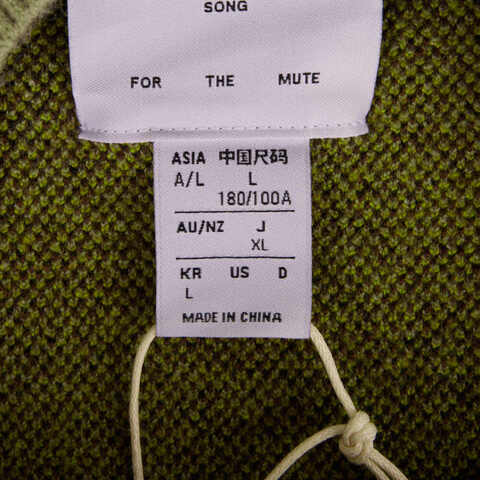 SONG
FOR THE MUTE
ASIA 中国尺码
A/L L
180/100A
AU/NZ J
XL
KR US D
L
MADE IN CHINA